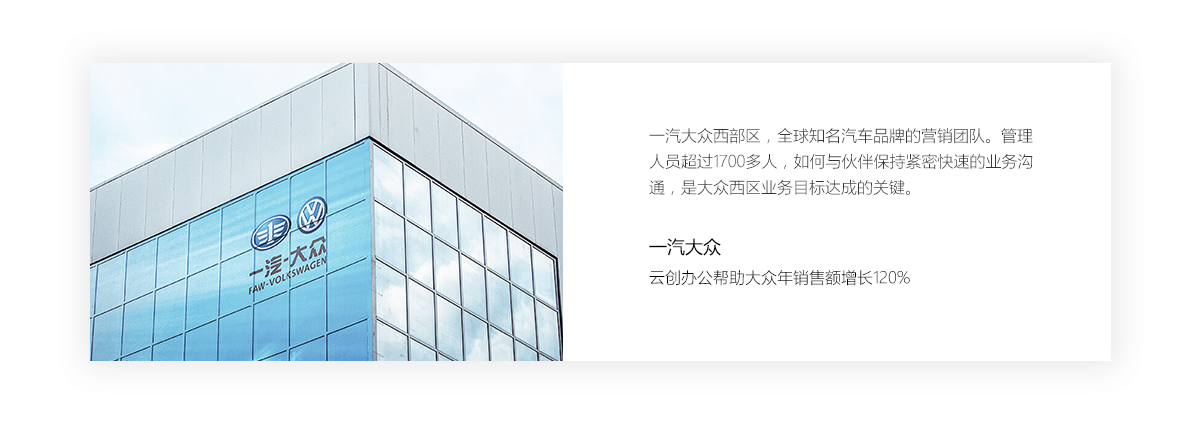 一汽-大众
FAW-VOLKSWAGEN
一汽大众西部区，全球知名汽车品牌的营销团队。管理
人员超过1700多人，如何与伙伴保持紧密快速的业务沟
通，是大众西区业务目标达成的关键。
一汽大众
云创办公帮助大众年销售额增长120%